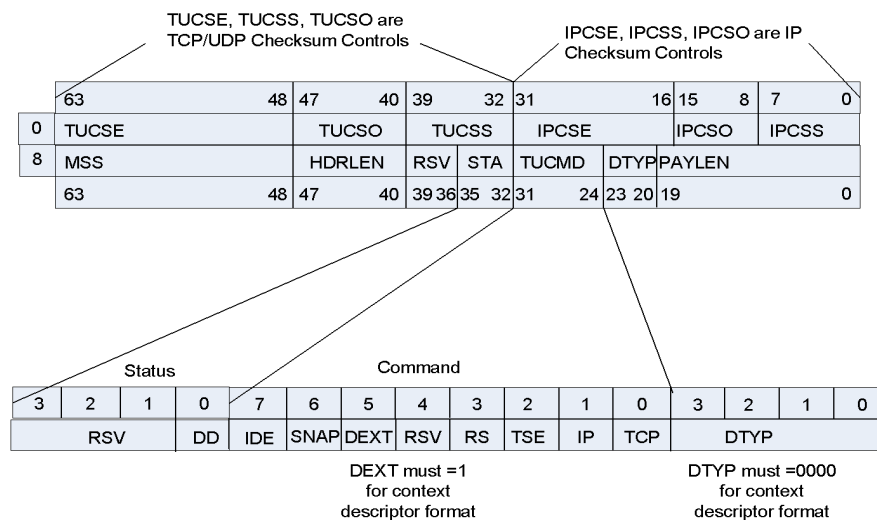 TUCSE, TUCSS, TUCSO are
TCP/UDP Checksum Controls
IPCSE, IPCSS, IPCSO are IP
Checksum Controls
63 48 47 40 39 32 31 16 15 8 7 0
0 TUCSE TUCSO TUCSS IPCSE IPCSO IPCSS
8 MSS HDRLEN RSV STA TUCMD DTYP PAYLEN
63 48 47 40 39 36 35 32 31 24 23 20 19 0
Status Command
3 2 1 0 7 6 5 4 3 2 1 0 3 2 1 0
RSV DD IDE SNAP DEXT RSV RS TSE IP TCP DTYP
DEXT must =1
for context
descriptor format
DTYP must =0000
for context
descriptor format